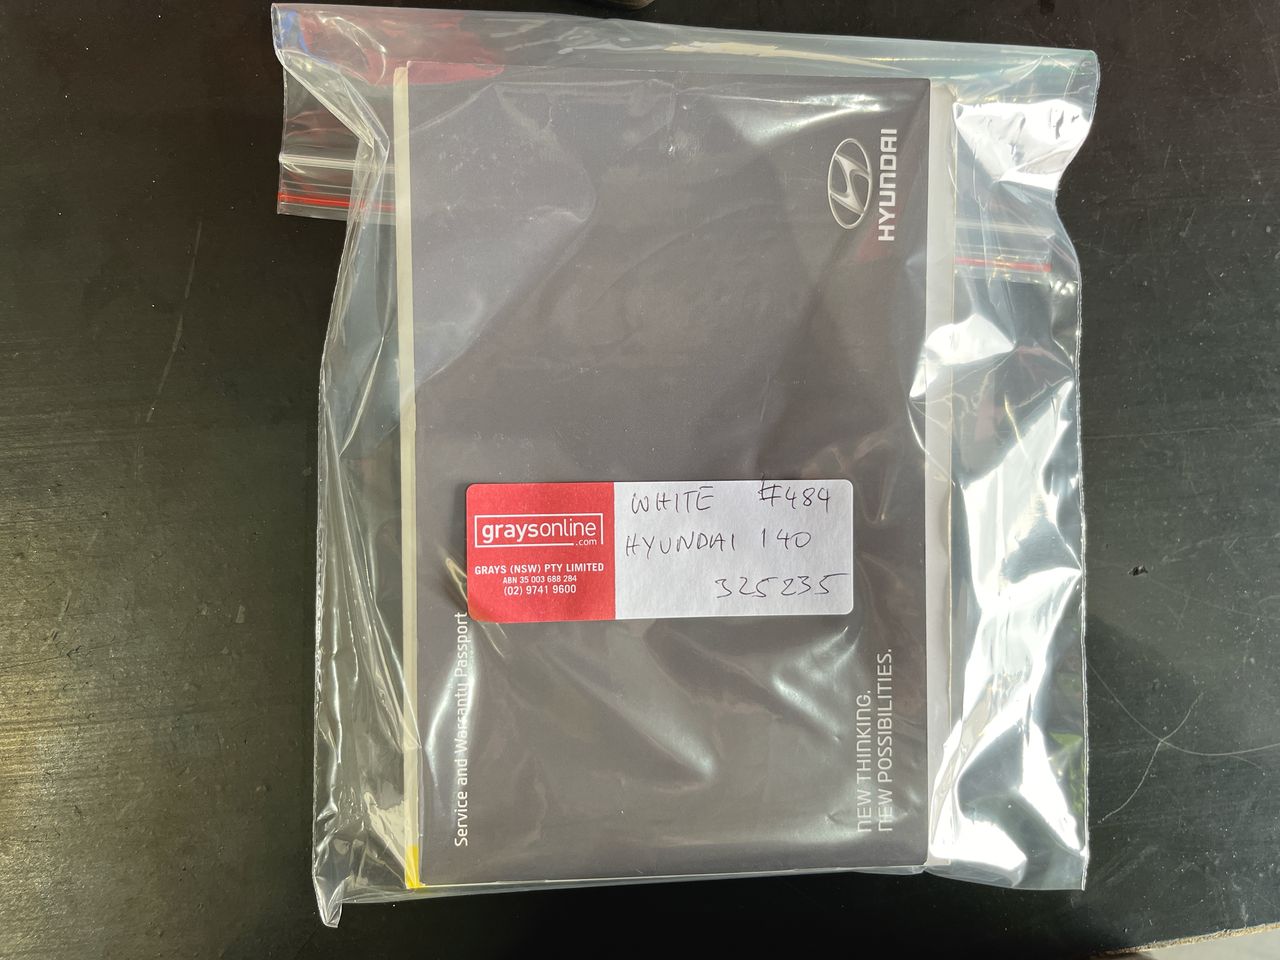 HYUNDAI
graysonline
.com
GRAYS (NSW) PTY LIMITED
ABN 35 003 688 284
(02) 9741 9600
WHITE #484
HYUNDAI 140
325235
Service and Warranty Passport
NEW THINKING.
NEW POSSIBILITIES.